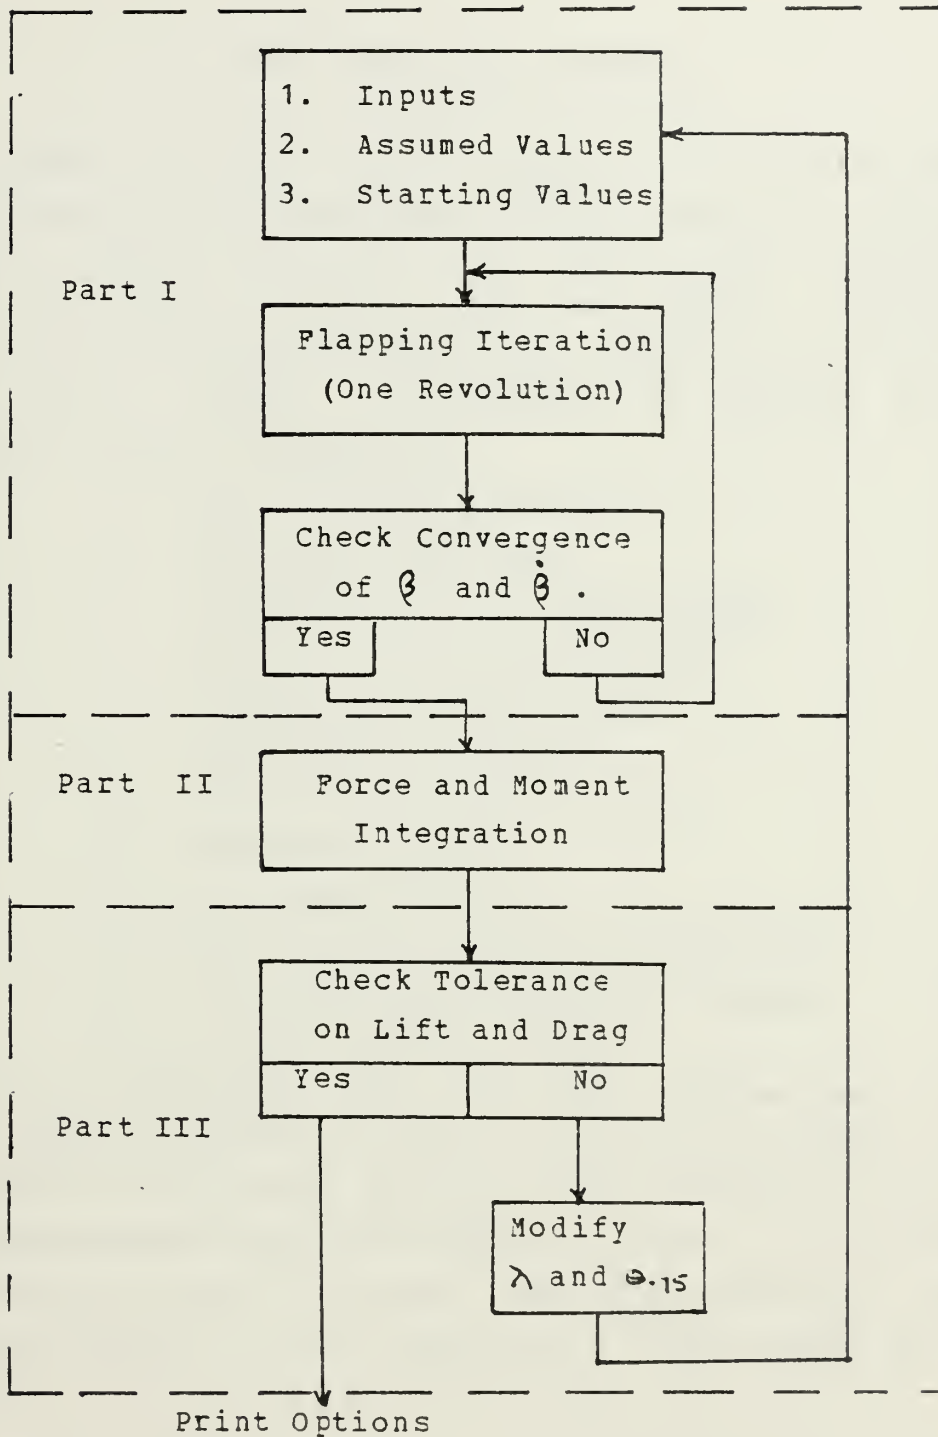 1. Inputs
2. Assumed Values
3. Starting Values
Part I
Flapping Iteration
(One Revolution)
Check Convergence
of β and β̇ .
Yes
No
Part II
Force and Moment
Integration
Check Tolerance
on Lift and Drag
Yes
No
Part III
Modify
λ and θ.75
Print Options